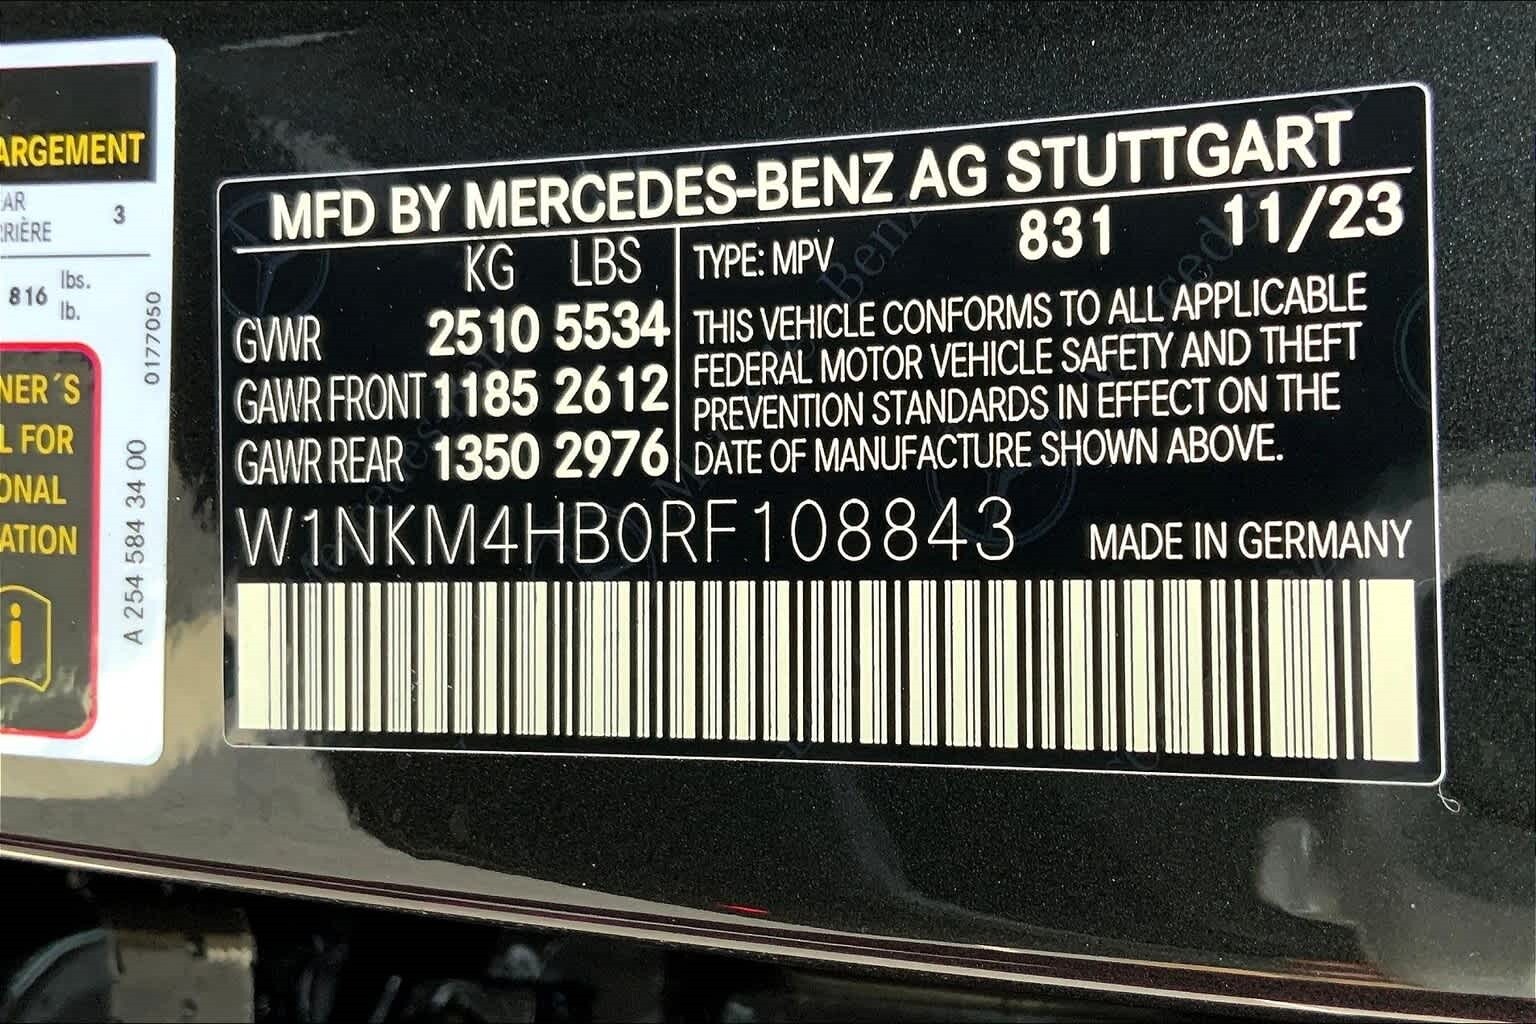 ARGEMENT
AR
RRIÈRE 3
816 lbs.
lb.
0177050
NER´S
L FOR
ONAL
ATION
i
A 254 584 34 00
MFD BY MERCEDES-BENZ AG STUTTGART
KG LBS
GVWR 2510 5534
GAWR FRONT 1185 2612
GAWR REAR 1350 2976
TYPE: MPV 831 11/23
THIS VEHICLE CONFORMS TO ALL APPLICABLE
FEDERAL MOTOR VEHICLE SAFETY AND THEFT
PREVENTION STANDARDS IN EFFECT ON THE
DATE OF MANUFACTURE SHOWN ABOVE.
W1NKM4HB0RF108843
MADE IN GERMANY